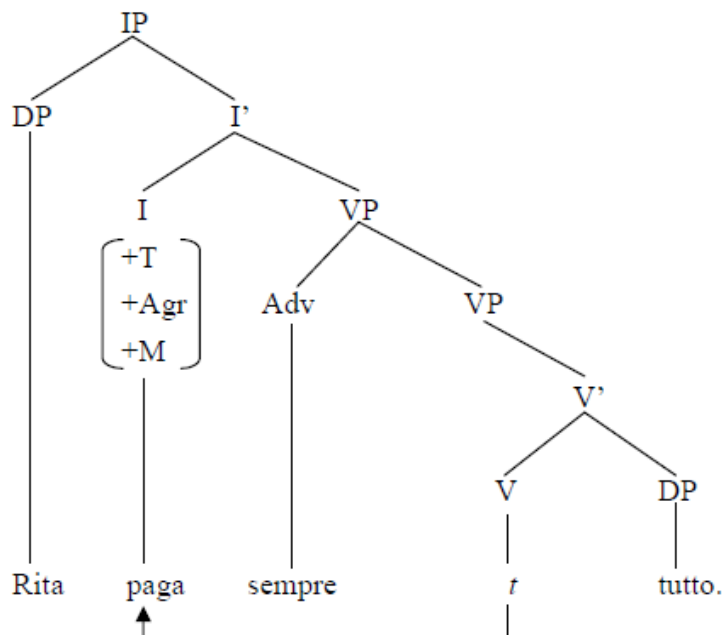 IP
DP I’
I VP
+T
+Agr Adv VP
+M
V’
V DP
Rita paga sempre t tutto.